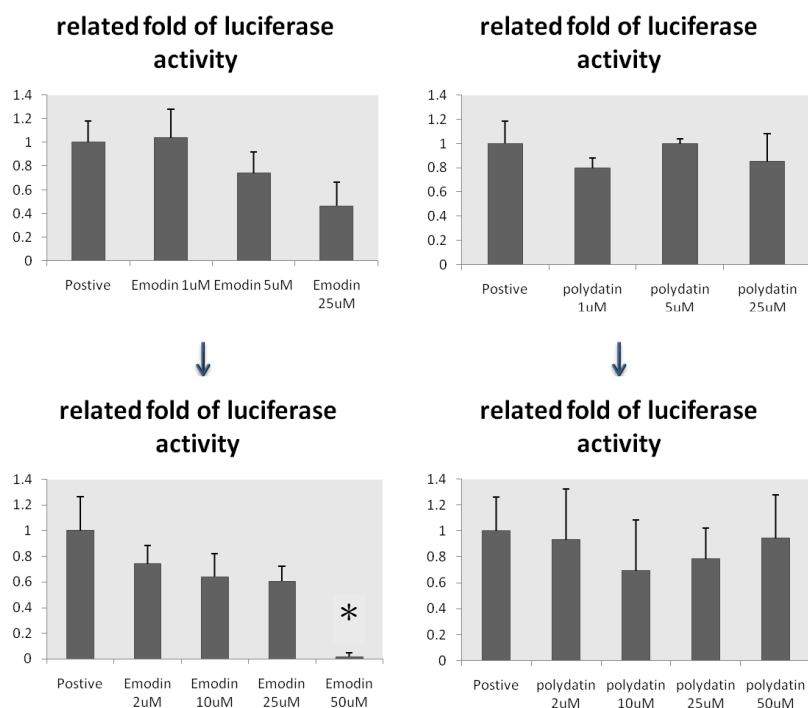 related fold of luciferase
activity
1.4
1.2
1
0.8
0.6
0.4
0.2
0
Postive Emodin 1uM Emodin 5uM Emodin
25uM
related fold of luciferase
activity
1.4
1.2
1
0.8
0.6
0.4
0.2
0
Postive polydatin polydatin polydatin
1uM 5uM 25uM
related fold of luciferase
activity
1.4
1.2
1
0.8
0.6
0.4
0.2
0
*
Postive Emodin Emodin Emodin Emodin
2uM 10uM 25uM 50uM
related fold of luciferase
activity
1.4
1.2
1
0.8
0.6
0.4
0.2
0
Postive polydatin polydatin polydatin polydatin
2uM 10uM 25uM 50uM